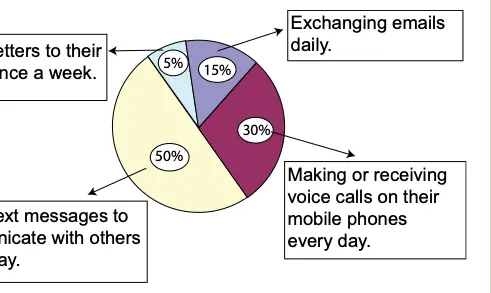 Exchanging emails
daily.
etters to their
nce a week.
5%
15%
30%
50%
Making or receiving
voice calls on their
mobile phones
every day.
ext messages to
nicate with others
ay.